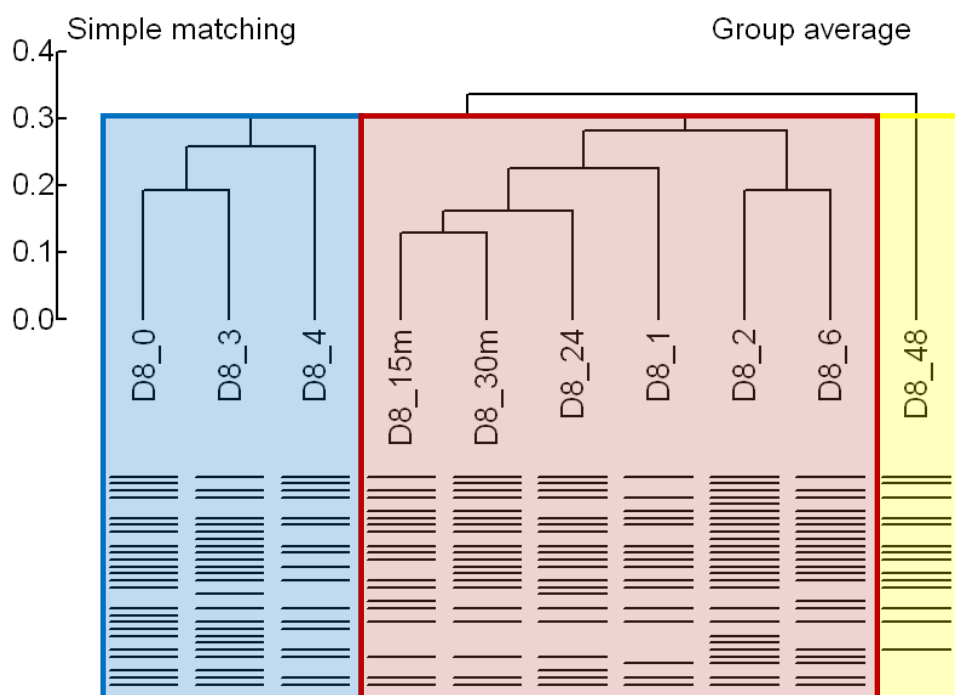 Simple matching
Group average
0.4
0.3
0.2
0.1
0.0
D8_0
D8_3
D8_4
D8_15m
D8_30m
D8_24
D8_1
D8_2
D8_6
D8_48